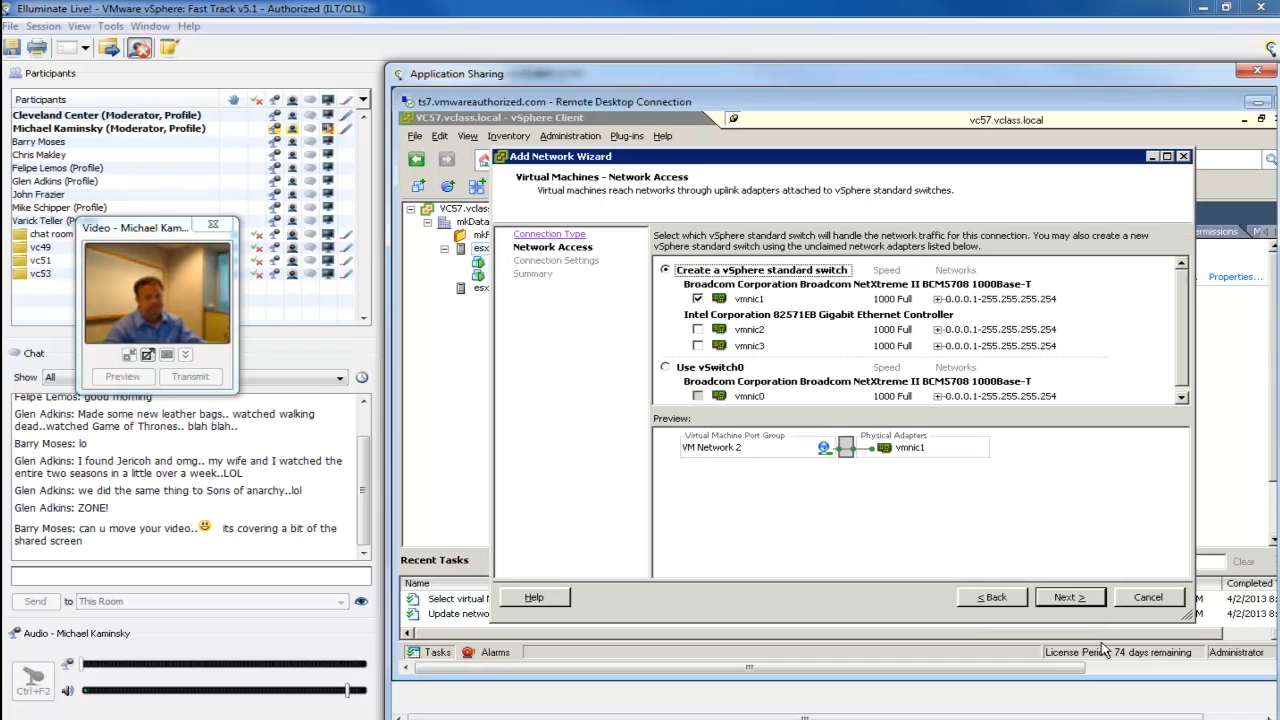 Elluminate Live! - VMware vSphere: Fast Track v5.1 - Authorized (ILT/OLL)
File Session View Tools Window Help
Participants
Participants
Cleveland Center (Moderator, Profile)
Michael Kaminsky (Moderator, Profile)
Barry Moses
Chris Makley
Felipe Lemos (Profile)
Glen Adkins (Profile)
John Frazier
Mike Schipper (Profile)
Varick Teller
chat room
vc49
vc51
vc53
Video - Michael Kam...
Preview
Transmit
Chat
Show All
Felipe Lemos: good morning
Glen Adkins: Made some new leather bags.. watched walking
dead..watched Game of Thrones.. blah blah..
Barry Moses: lo
Glen Adkins: I found Jericoh and omg.. my wife and I watched the
entire two seasons in a little over a week..LOL
Glen Adkins: we did the same thing to Sons of anarchy..lol
Glen Adkins: ZONE!
Barry Moses: can u move your video.. its covering a bit of the
shared screen
Send to This Room
Audio - Michael Kaminsky
Ctrl+F2
Application Sharing
ts7.vmwareauthorized.com - Remote Desktop Connection
VC57.vclass.local - vSphere Client
vc57.vclass.local
File Edit View Inventory Administration Plug-ins Help
VC57.vclass
Properties...
Add Network Wizard
Virtual Machines - Network Access
Virtual machines reach networks through uplink adapters attached to vSphere standard switches.
Connection Type
Network Access
Connection Settings
Summary
Select which vSphere standard switch will handle the network traffic for this connection. You may also create a new
vSphere standard switch using the unclaimed network adapters listed below.
Create a vSphere standard switch Speed Networks
Broadcom Corporation Broadcom NetXtreme II BCM5708 1000Base-T
vmnic1 1000 Full 0.0.0.1-255.255.255.254
Intel Corporation 82571EB Gigabit Ethernet Controller
vmnic2 1000 Full 0.0.0.1-255.255.255.254
vmnic3 1000 Full 0.0.0.1-255.255.255.254
Use vSwitch0 Speed Networks
Broadcom Corporation Broadcom NetXtreme II BCM5708 1000Base-T
vmnic0 1000 Full 0.0.0.1-255.255.255.254
Preview:
Virtual Machine Port Group Physical Adapters
VM Network 2 vmnic1
Help
< Back
Next >
Cancel
Recent Tasks
Clear
Name
Completed
Select virtual
4/2/2013 8:
Update netwo
4/2/2013 8:
Tasks Alarms
License Period: 74 days remaining
Administrator